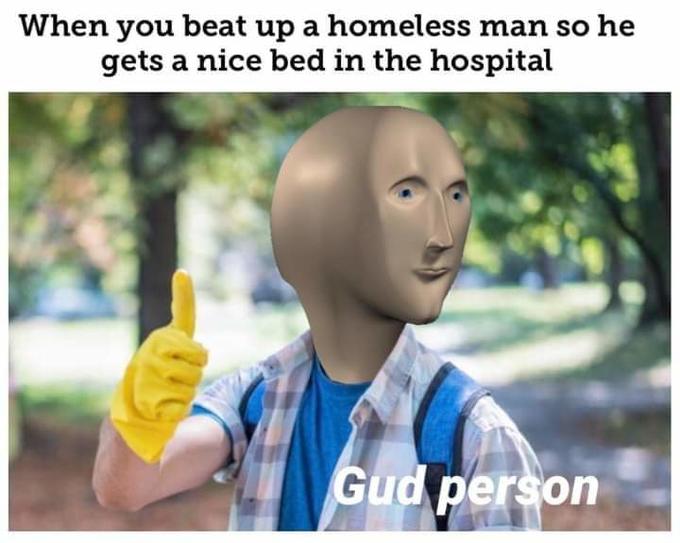 When you beat up a homeless man so he
gets a nice bed in the hospital
Gud person